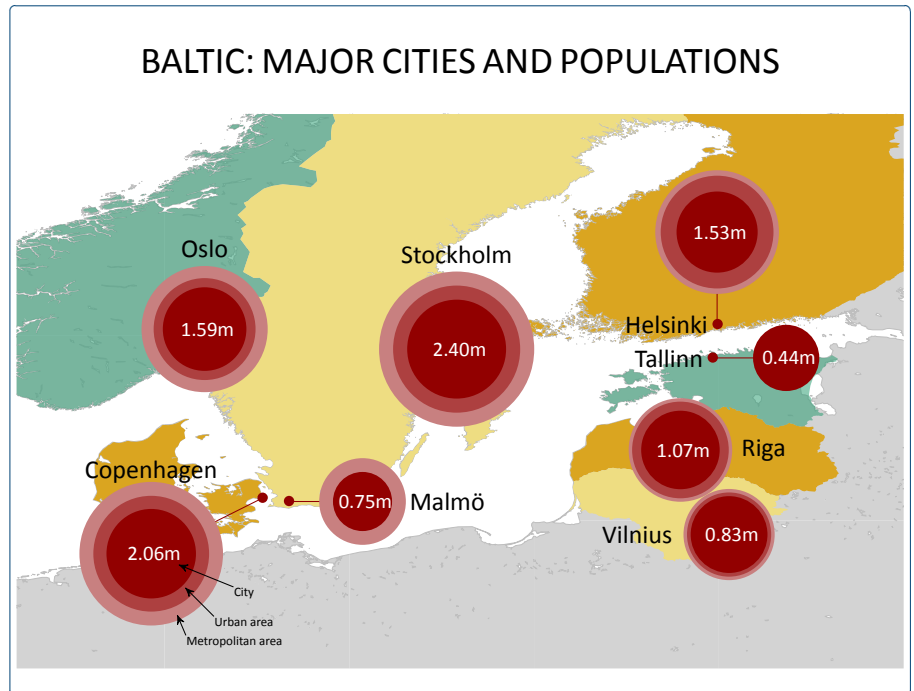 BALTIC: MAJOR CITIES AND POPULATIONS
Oslo
1.59m
Stockholm
2.40m
1.53m
Helsinki
Tallinn
0.44m
1.07m
Riga
Copenhagen
0.75m
Malmö
Vilnius
0.83m
2.06m
City
Urban area
Metropolitan area